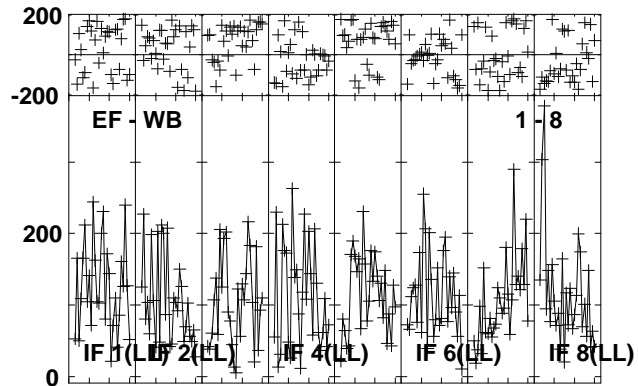 200
-200
EF - WB 1 - 8
200
0
IF 1(LL) IF 2(LL) IF 4(LL) IF 6(LL) IF 8(LL)